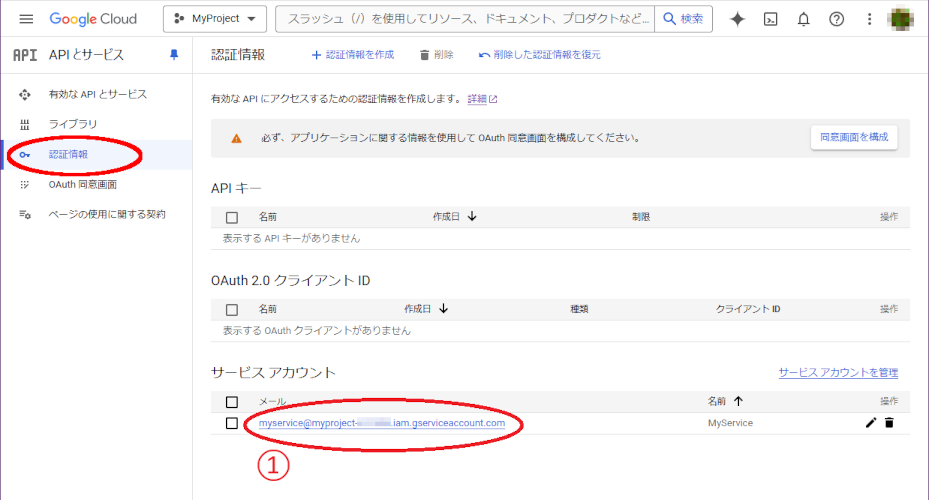 Google Cloud
MyProject
スラッシュ（/）を使用してリソース、ドキュメント、プロダクトなど…
検索
API APIとサービス
認証情報
+ 認証情報を作成
削除
削除した認証情報を復元
有効な API とサービス
ライブラリ
認証情報
OAuth 同意画面
ページの使用に関する契約
有効な API にアクセスするための認証情報を作成します。 詳細
必ず、アプリケーションに関する情報を使用して OAuth 同意画面を構成してください。
同意画面を構成
API キー
名前 作成日 制限 操作
表示する API キーがありません
OAuth 2.0 クライアント ID
名前 作成日 種類 クライアント ID 操作
表示する OAuth クライアントがありません
サービス アカウント
サービス アカウントを管理
メール 名前 操作
myservice@myproject- .iam.gserviceaccount.com MyService
①